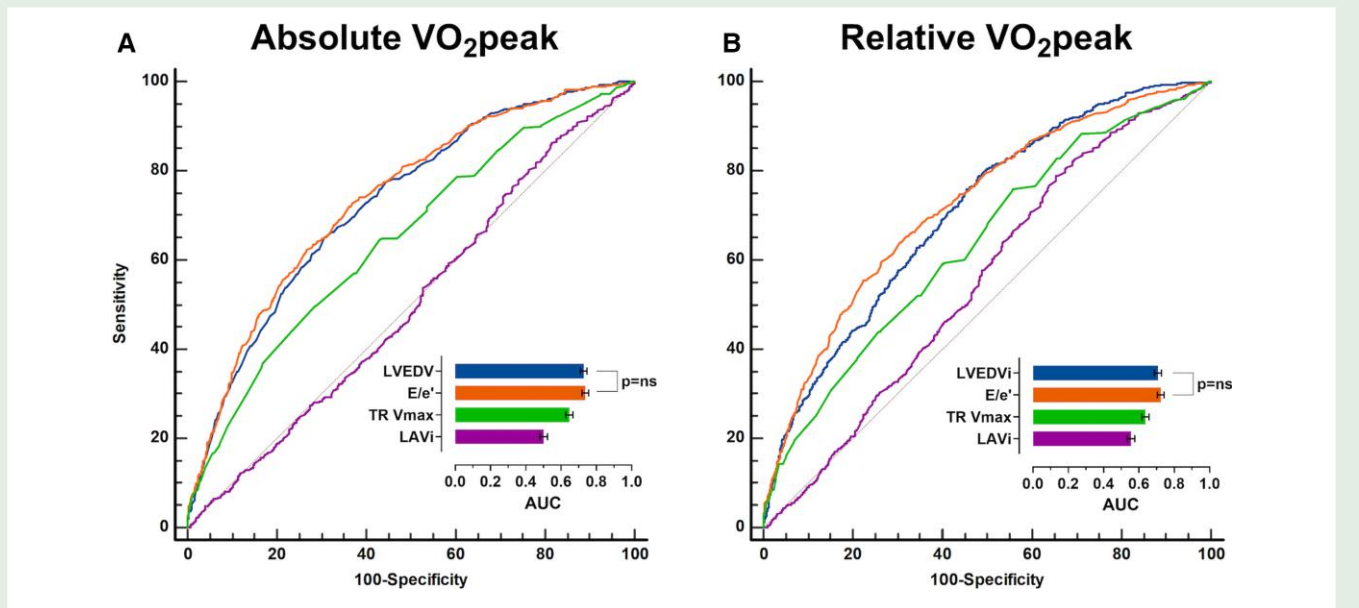 A Absolute VO₂peak
100
80
60
40
20
0
Sensitivity
LVEDV
E/e'
TR Vmax
LAVi
p=ns
0.0 0.2 0.4 0.6 0.8 1.0
AUC
0 20 40 60 80 100
100-Specificity
B Relative VO₂peak
100
80
60
40
20
0
LVEDVi
E/e'
TR Vmax
LAVi
p=ns
0.0 0.2 0.4 0.6 0.8 1.0
AUC
0 20 40 60 80 100
100-Specificity